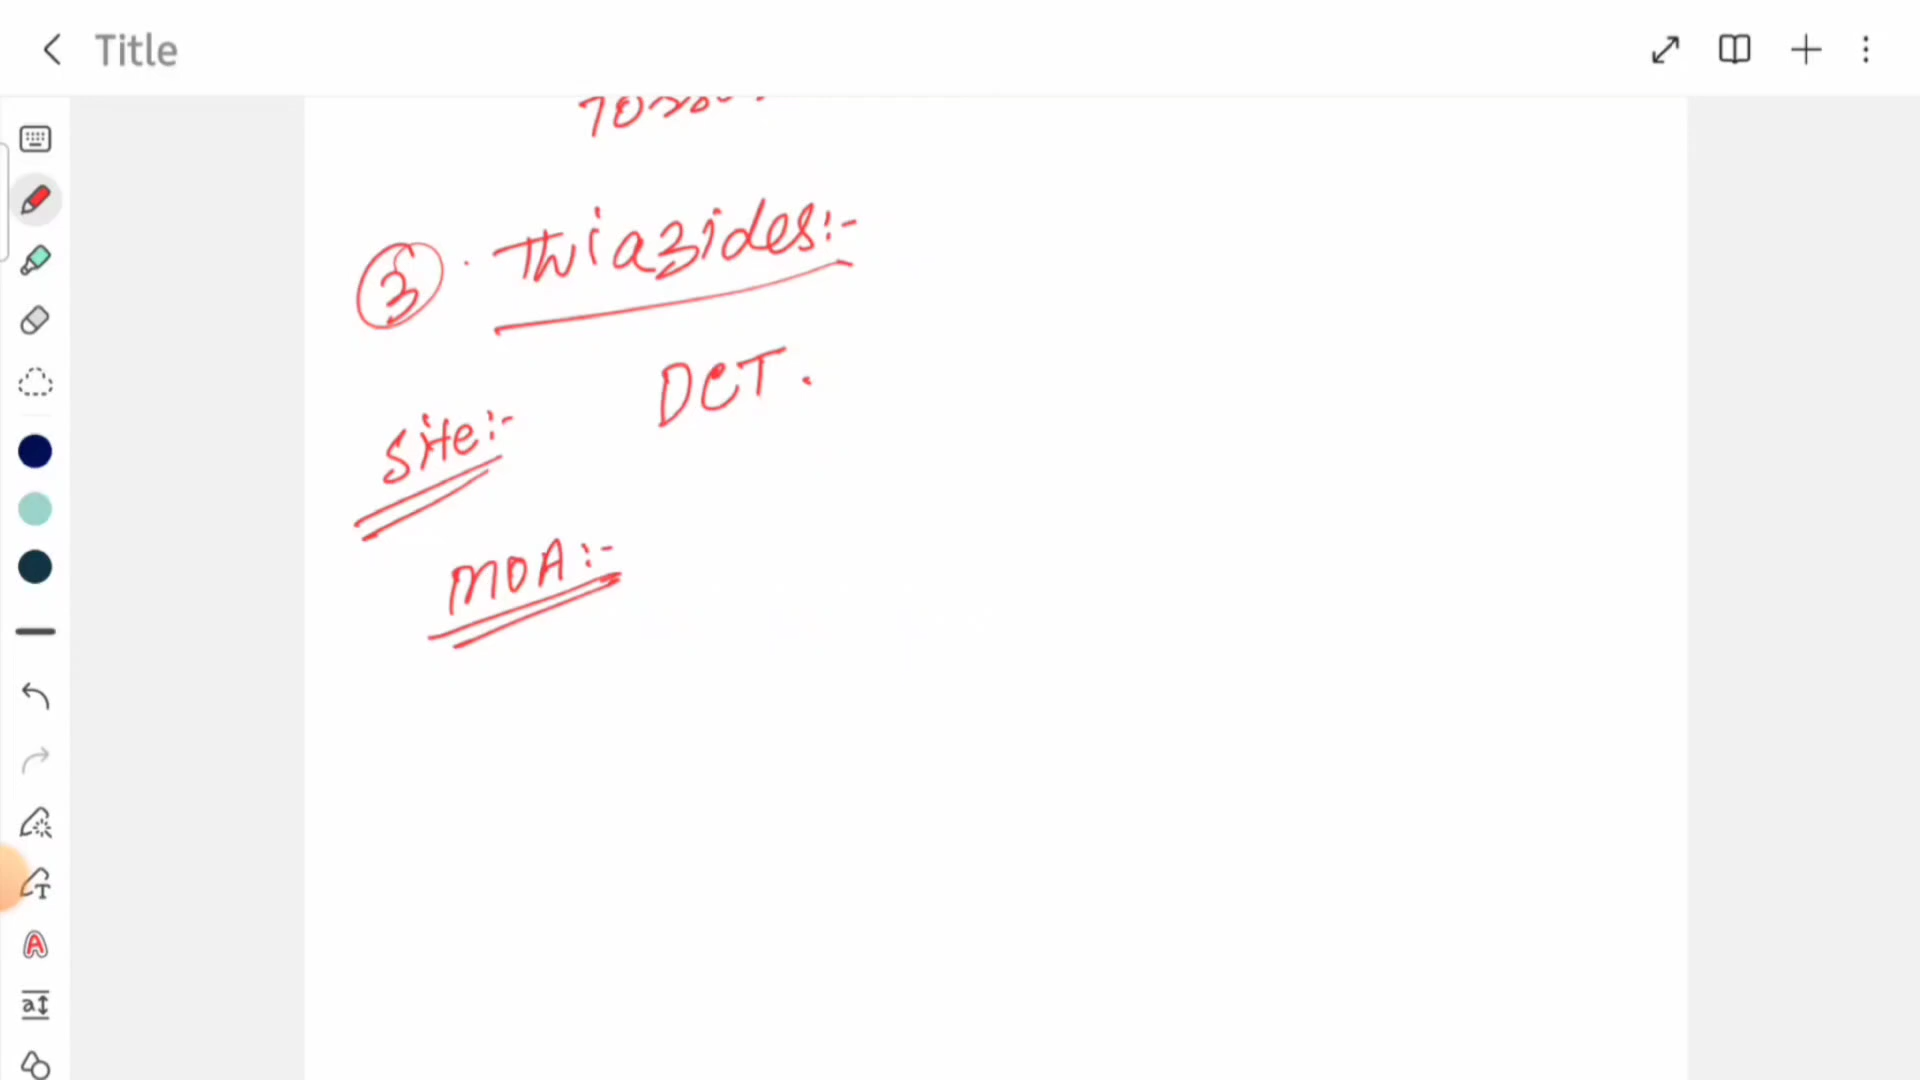 Title
③. Thiazides:-
DCT.
Site:-
MOA:-